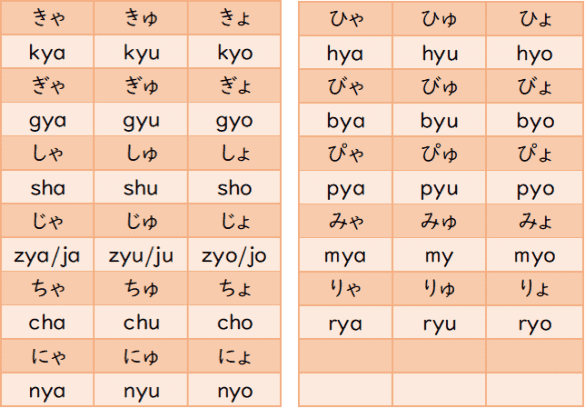 きゃ きゅ きょ
kya kyu kyo
ぎゃ ぎゅ ぎょ
gya gyu gyo
しゃ しゅ しょ
sha shu sho
じゃ じゅ じょ
zya/ja zyu/ju zyo/jo
ちゃ ちゅ ちょ
cha chu cho
にゃ にゅ にょ
nya nyu nyo
ひゃ ひゅ ひょ
hya hyu hyo
びゃ びゅ びょ
bya byu byo
ぴゃ ぴゅ ぴょ
pya pyu pyo
みゃ みゅ みょ
mya my myo
りゃ りゅ りょ
rya ryu ryo